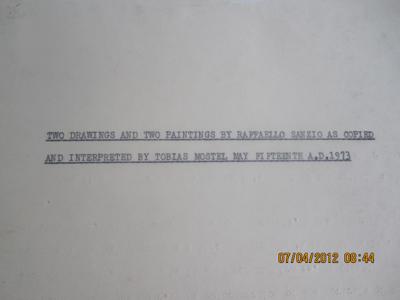 TWO DRAWINGS AND TWO PAINTINGS BY RAFFAELLO SANZIO AS COPIED
AND INTERPRETED BY TOBIAS MOSTEL MAY FIFTEENTH A.D.1973
07/04/2012 08:44